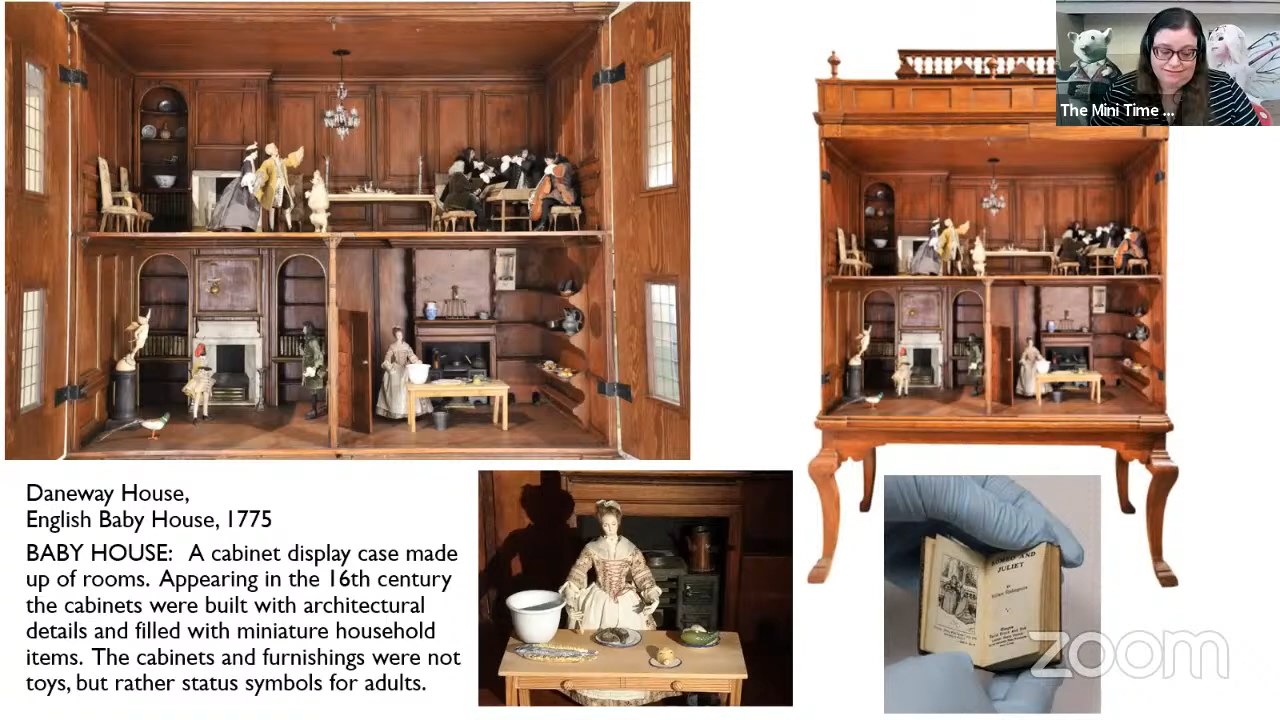 The Mini Time ...
Daneway House,
English Baby House, 1775
BABY HOUSE: A cabinet display case made
up of rooms. Appearing in the 16th century
the cabinets were built with architectural
details and filled with miniature household
items. The cabinets and furnishings were not
toys, but rather status symbols for adults.
ROMEO AND
JULIET
zoom